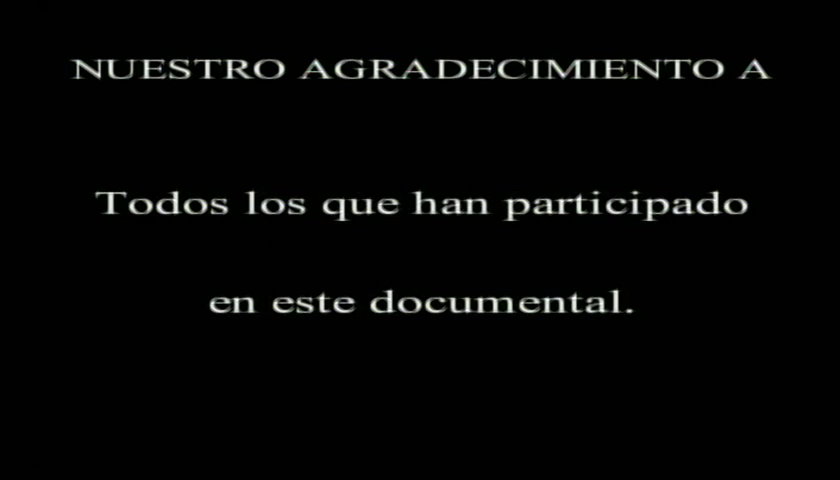 NUESTRO AGRADECIMIENTO A
Todos los que han participado
en este documental.